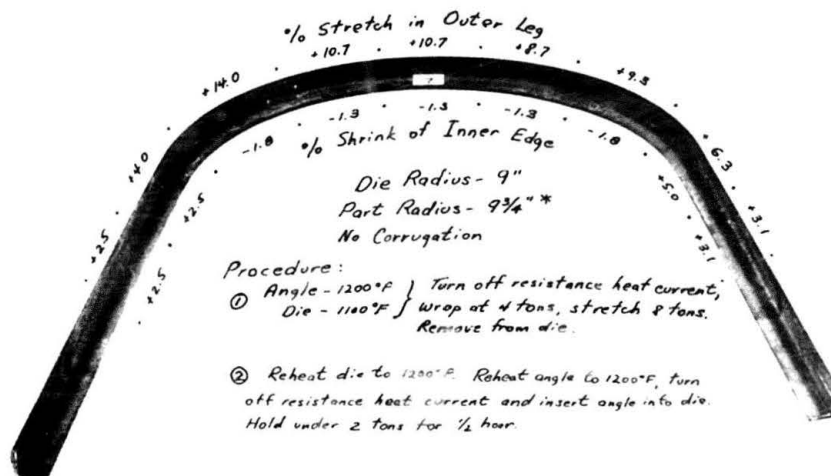 % Stretch in Outer Leg
+2.5 +4.0 +14.0 +10.7 +10.7 +8.7 +9.3 +6.3 +3.1
7
+2.5 +2.5 -1.8 -1.3 -1.3 -1.3 -1.8 +5.0 +3.1
% Shrink of Inner Edge
Die Radius - 9"
Part Radius - 9 3/4" *
No Corrugation
Procedure:
① Angle - 1200°F } Turn off resistance heat current,
Die - 1100°F } wrap at 4 tons, stretch 8 tons.
Remove from die.
② Reheat die to 1200°F. Reheat angle to 1200°F, turn
off resistance heat current and insert angle into die.
Hold under 2 tons for 1/2 hour.